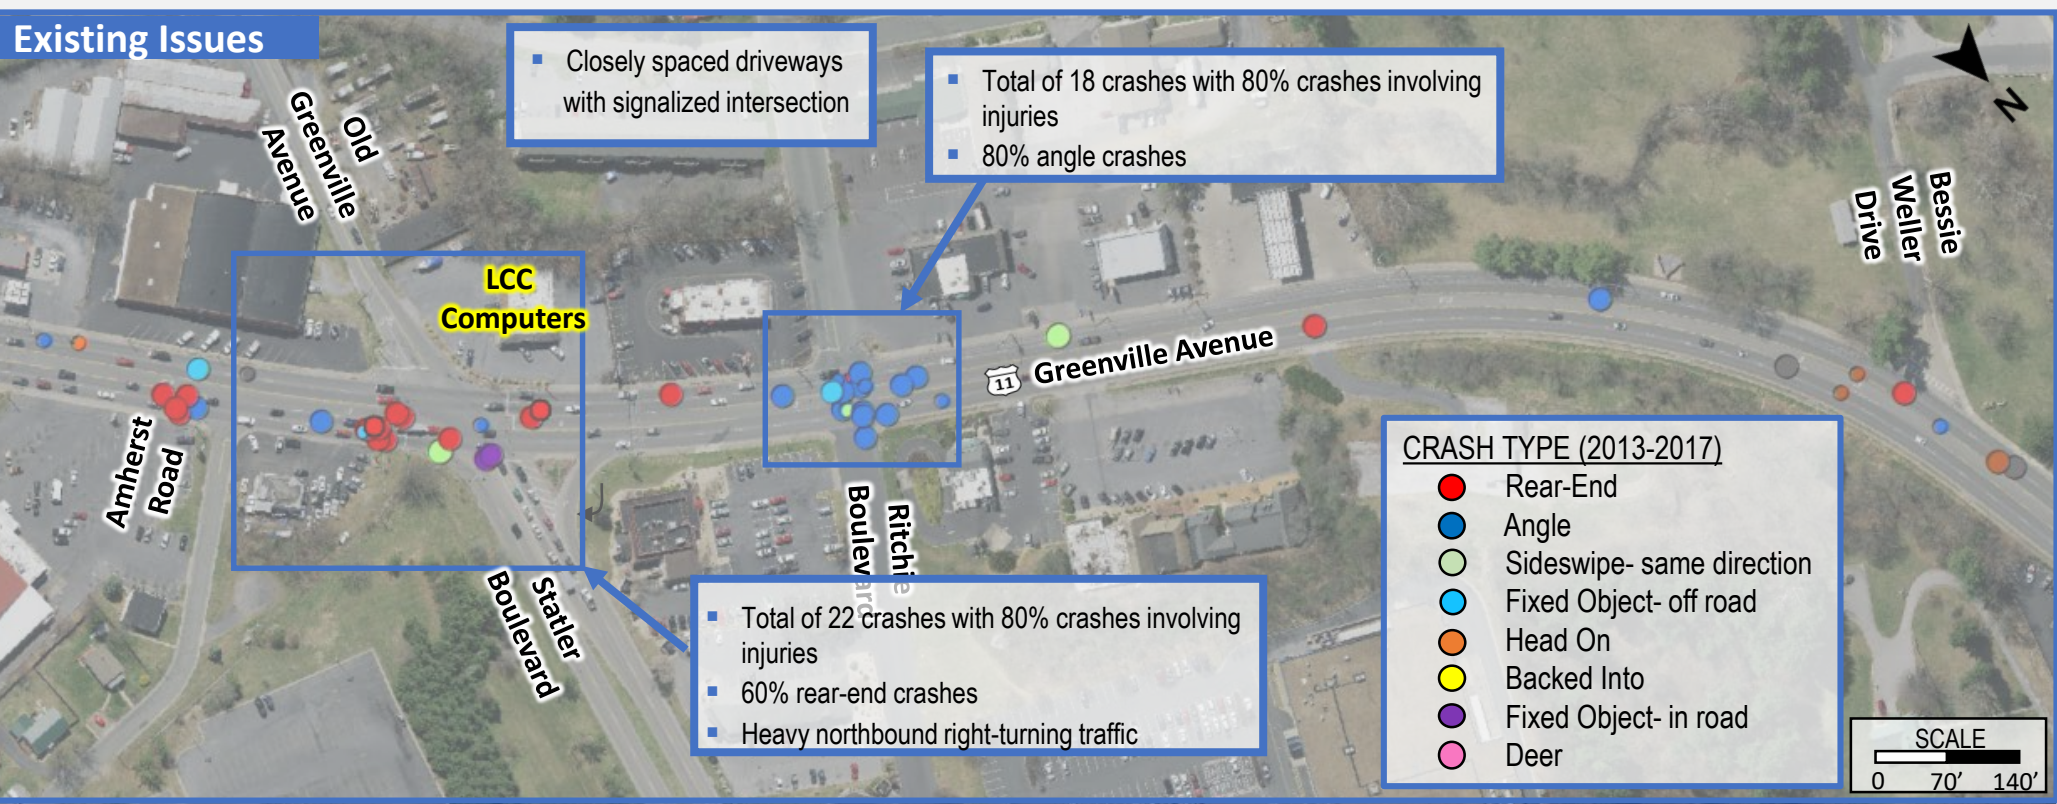 Existing Issues
▪ Closely spaced driveways
with signalized intersection
▪ Total of 18 crashes with 80% crashes involving
injuries
▪ 80% angle crashes
N
Old
Greenville
Avenue
LCC
Computers
Bessie
Weller
Drive
11 Greenville Avenue
Amherst
Road
Statler
Boulevard
Ritchie
Boulevard
▪ Total of 22 crashes with 80% crashes involving
injuries
▪ 60% rear-end crashes
▪ Heavy northbound right-turning traffic
CRASH TYPE (2013-2017)
Rear-End
Angle
Sideswipe- same direction
Fixed Object- off road
Head On
Backed Into
Fixed Object- in road
Deer
SCALE
0 70’ 140’